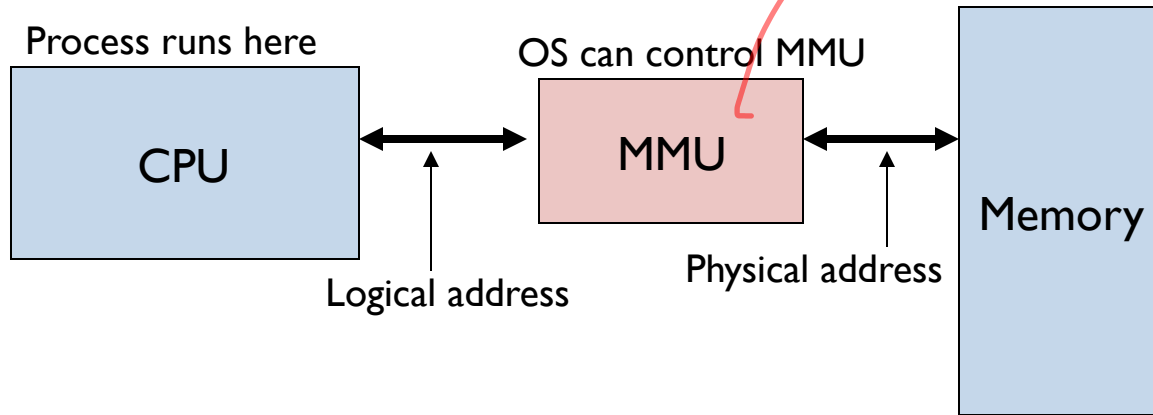 Process runs here
OS can control MMU
CPU
MMU
Memory
Logical address
Physical address